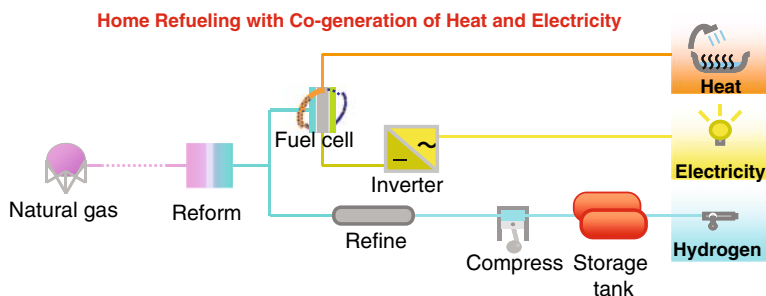 Home Refueling with Co-generation of Heat and Electricity
Heat
Fuel cell
Electricity
Inverter
Natural gas
Reform
Refine
Compress
Storage
tank
Hydrogen